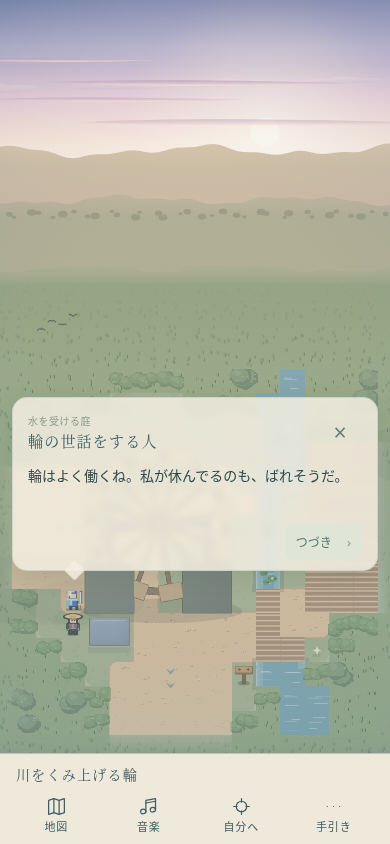 水を受ける庭
輪の世話をする人
輪はよく働くね。私が休んでるのも、ばれそうだ。
つづき ›
川をくみ上げる輪
地図 音楽 自分へ 手引き